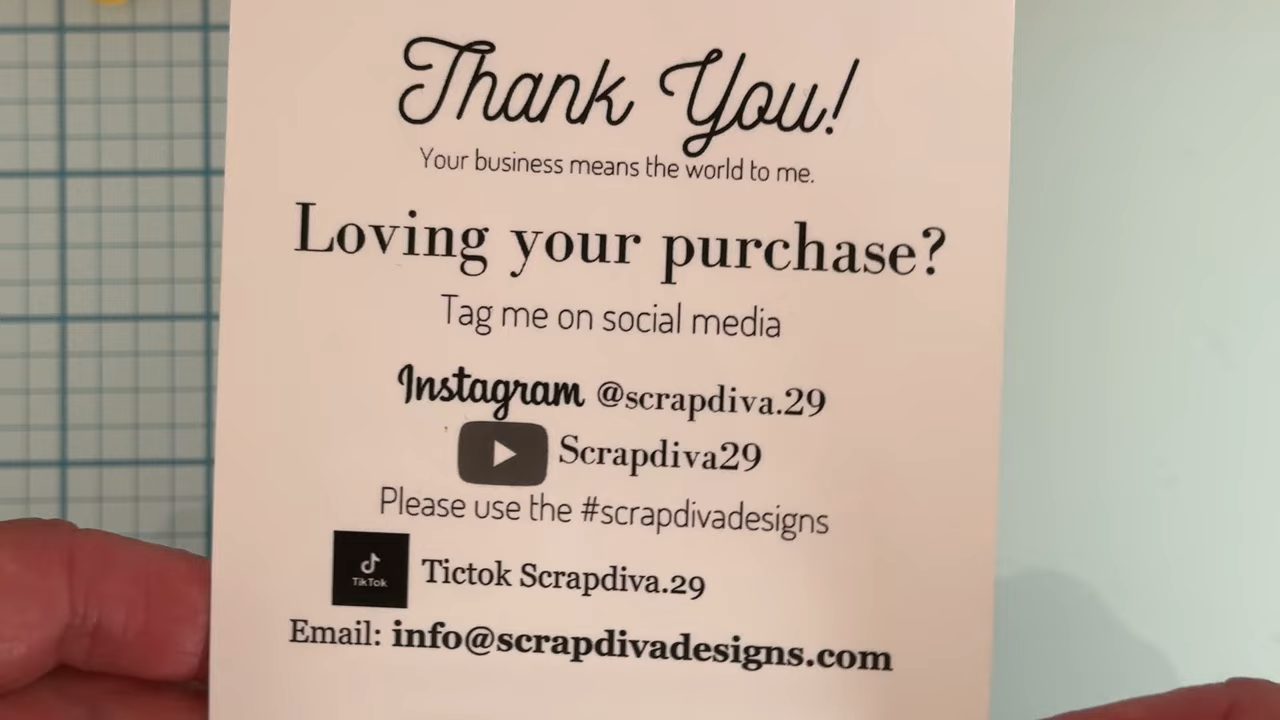 Thank You!
Your business means the world to me.
Loving your purchase?
Tag me on social media
Instagram @scrapdiva.29
Scrapdiva29
Please use the #scrapdivadesigns
TikTok Tictok Scrapdiva.29
Email: info@scrapdivadesigns.com